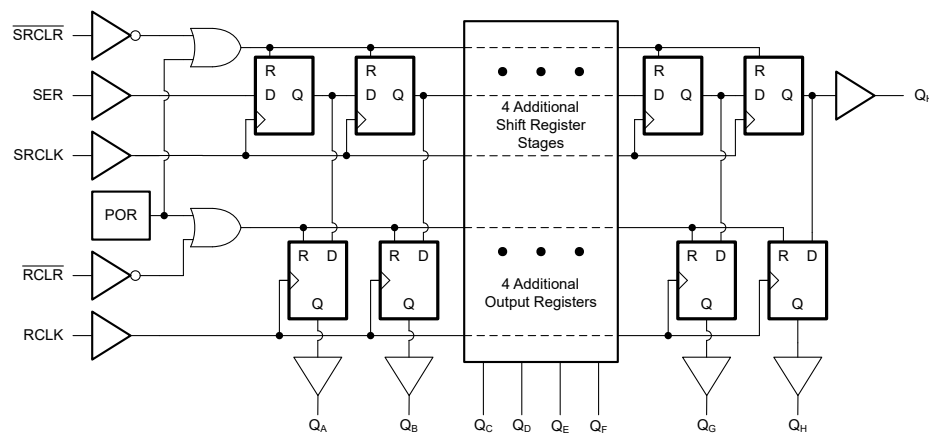 SRCLR
R
R
R
R
SER
D Q
D Q
D Q
D Q
4 Additional
Shift Register
Stages
SRCLK
POR
RCLR
R D
R D
R D
R D
Q
Q
Q
Q
4 Additional
Output Registers
RCLK
QA
QB
QC
QD
QE
QF
QG
QH